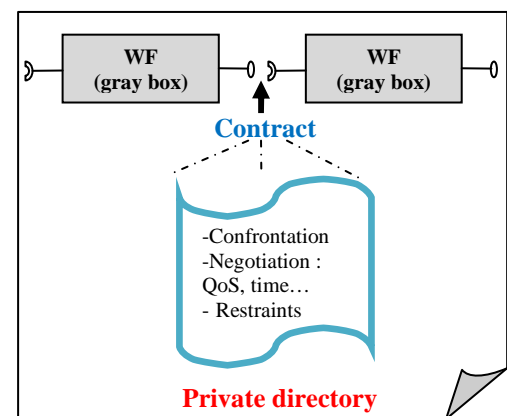 WF
(gray box)
WF
(gray box)
Contract
-Confrontation
-Negotiation :
QoS, time…
- Restraints
Private directory